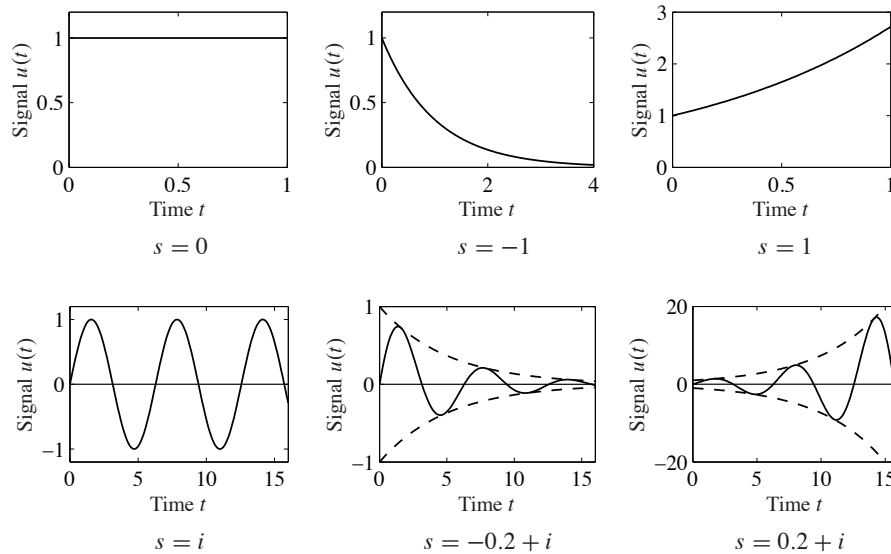 1
0.5
0
0
0.5
1
Signal u(t)
Time t
s = 0
1
0.5
0
0
2
4
Signal u(t)
Time t
s = −1
3
2
1
0
0
0.5
1
Signal u(t)
Time t
s = 1
1
0
−1
0
5
10
15
Signal u(t)
Time t
s = i
1
0
−1
0
5
10
15
Signal u(t)
Time t
s = −0.2 + i
20
0
−20
0
5
10
15
Signal u(t)
Time t
s = 0.2 + i